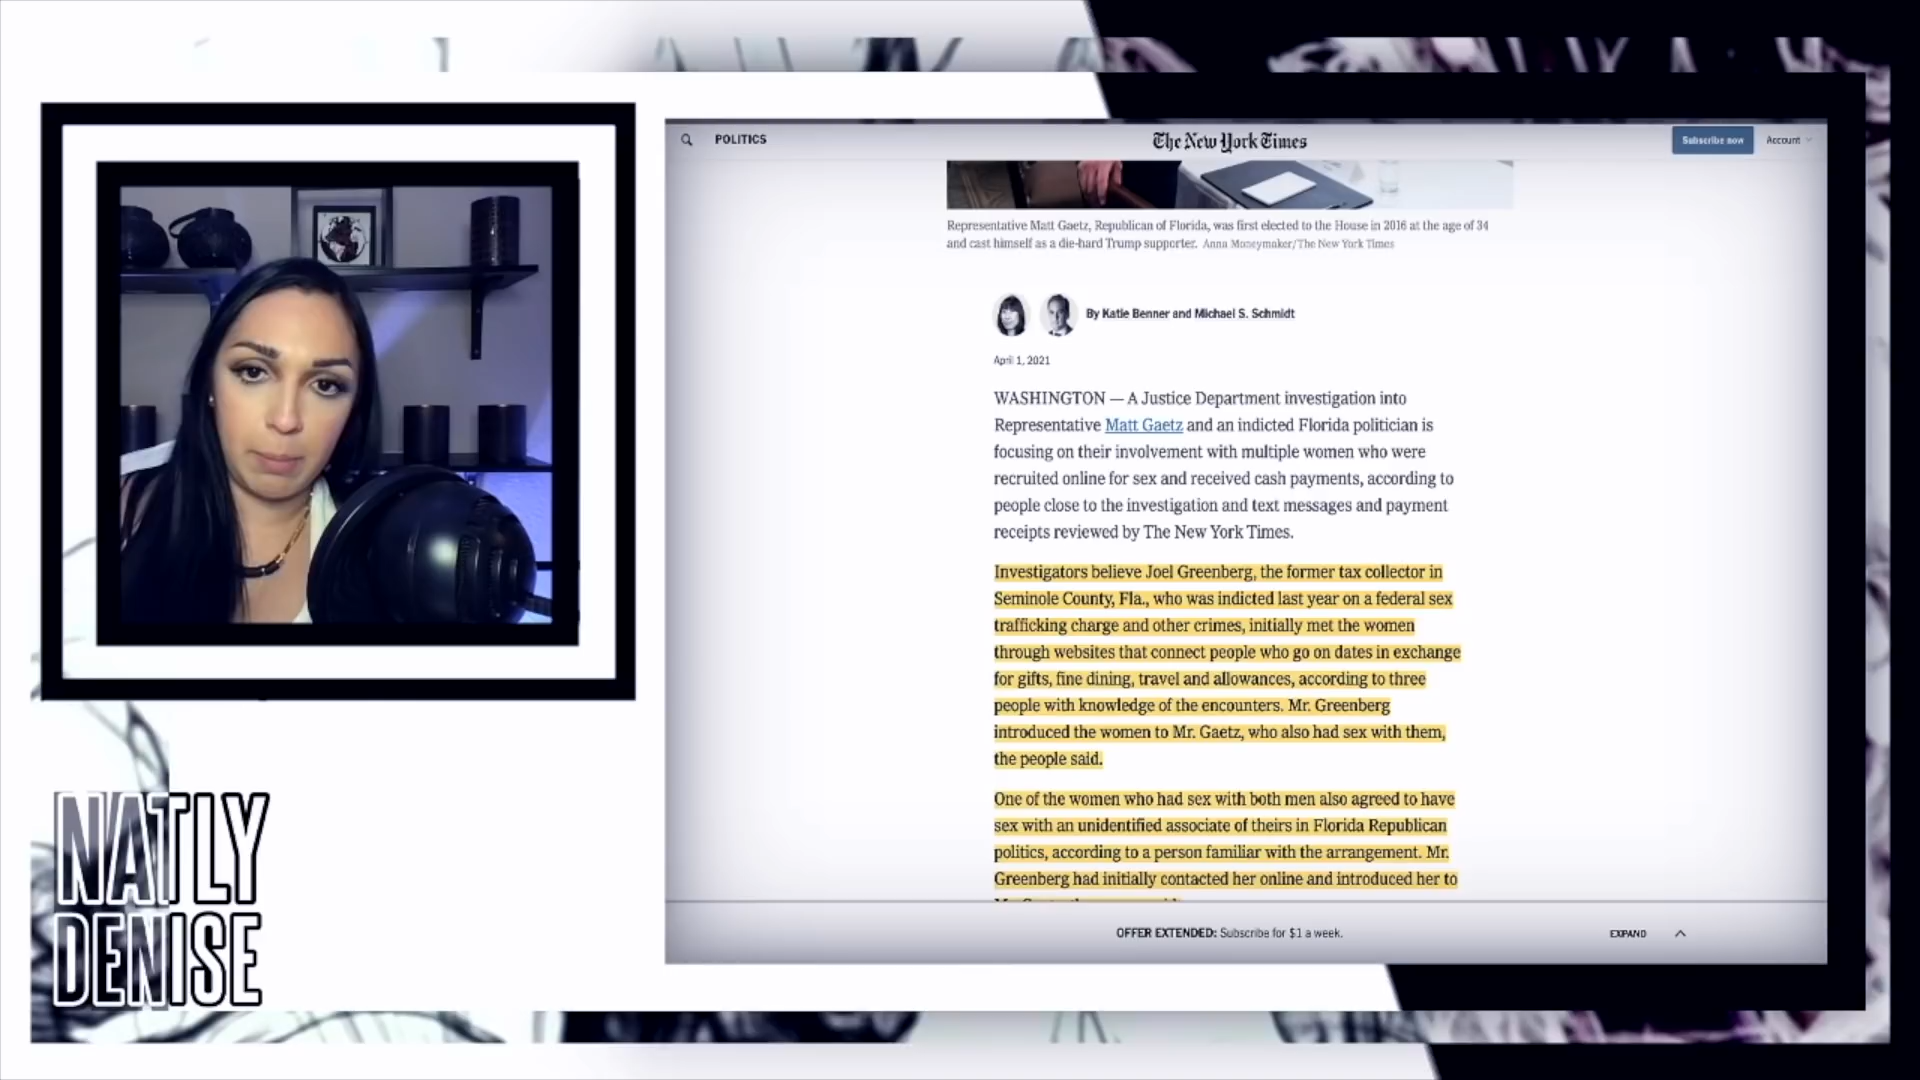 POLITICS
The New York Times
Subscribe now
Account
Representative Matt Gaetz, Republican of Florida, was first elected to the House in 2016 at the age of 34
and cast himself as a die-hard Trump supporter. Anna Moneymaker/The New York Times
By Katie Benner and Michael S. Schmidt
April 1, 2021
WASHINGTON — A Justice Department investigation into
Representative Matt Gaetz and an indicted Florida politician is
focusing on their involvement with multiple women who were
recruited online for sex and received cash payments, according to
people close to the investigation and text messages and payment
receipts reviewed by The New York Times.
Investigators believe Joel Greenberg, the former tax collector in
Seminole County, Fla., who was indicted last year on a federal sex
trafficking charge and other crimes, initially met the women
through websites that connect people who go on dates in exchange
for gifts, fine dining, travel and allowances, according to three
people with knowledge of the encounters. Mr. Greenberg
introduced the women to Mr. Gaetz, who also had sex with them,
the people said.
One of the women who had sex with both men also agreed to have
sex with an unidentified associate of theirs in Florida Republican
politics, according to a person familiar with the arrangement. Mr.
Greenberg had initially contacted her online and introduced her to
OFFER EXTENDED: Subscribe for $1 a week.
EXPAND
NATLY
DENISE